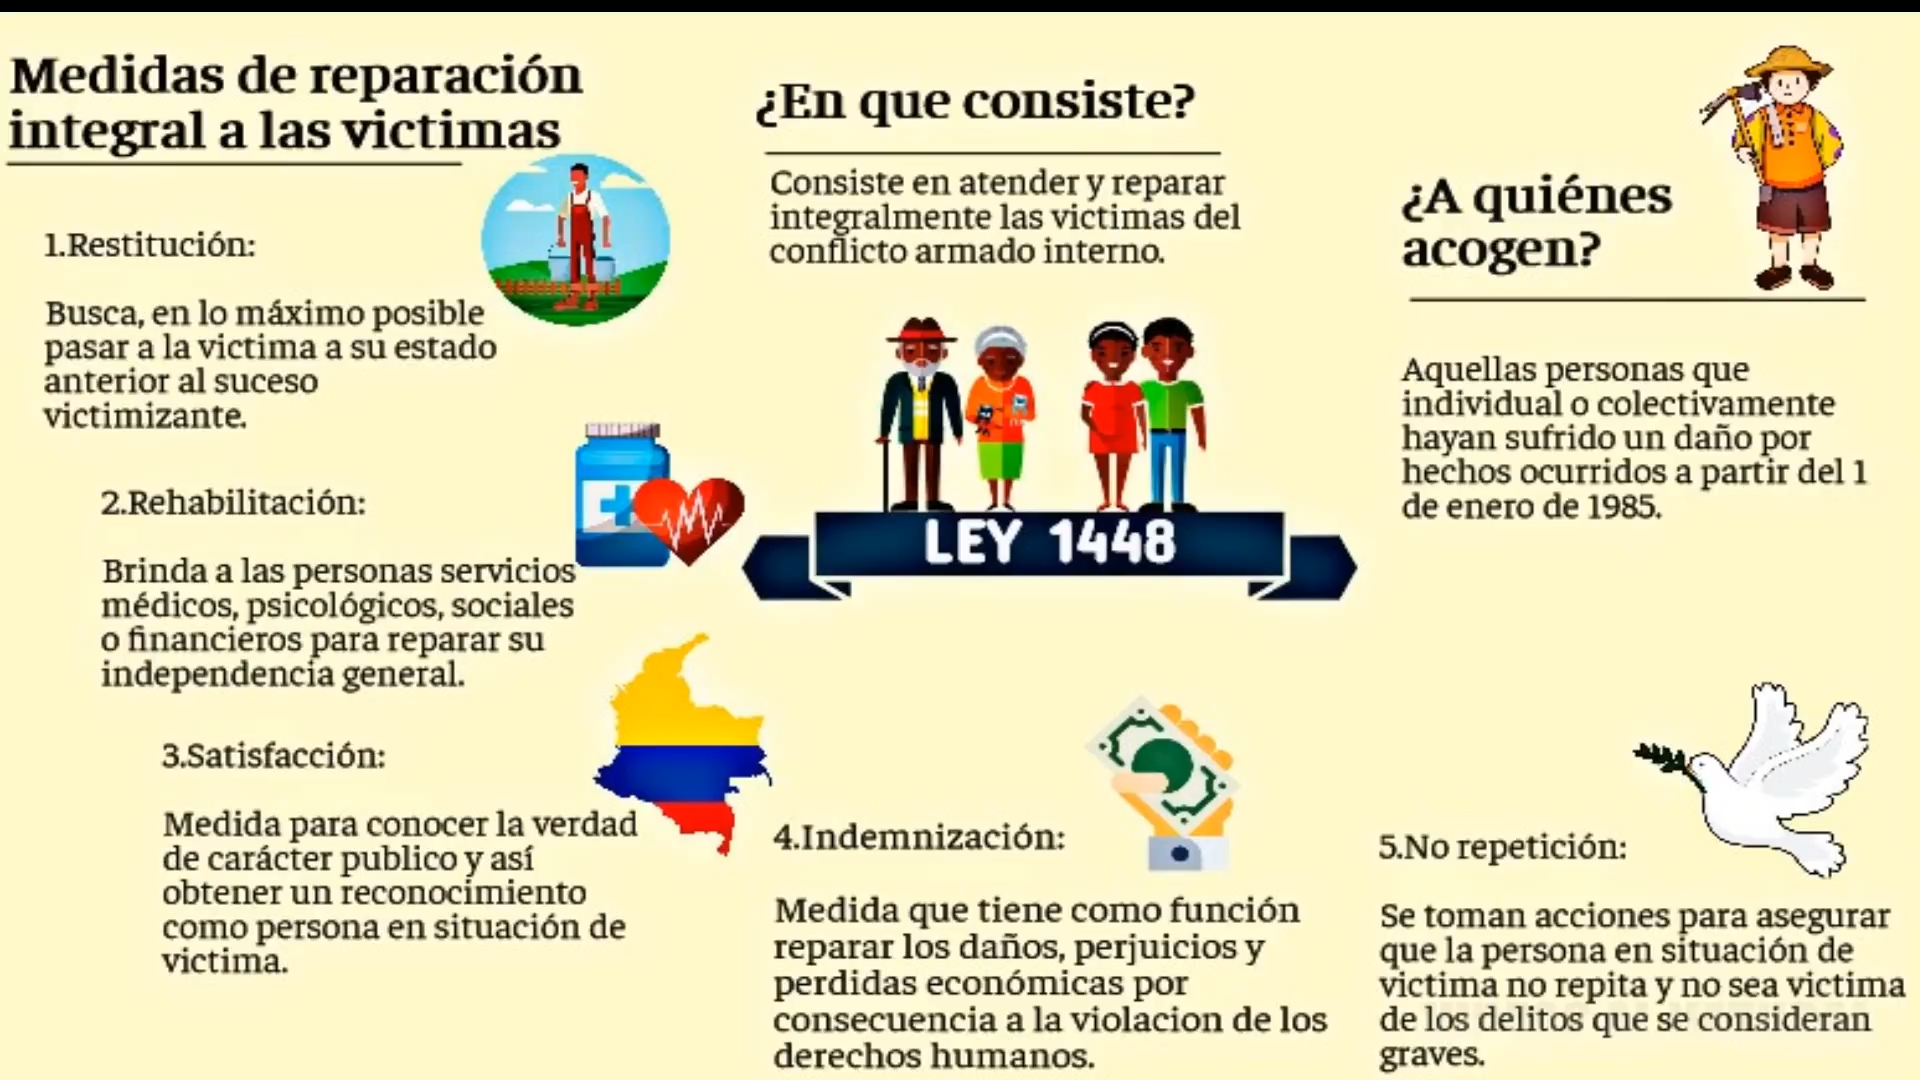 Medidas de reparación
integral a las victimas
1.Restitución:
Busca, en lo máximo posible
pasar a la victima a su estado
anterior al suceso
victimizante.
2.Rehabilitación:
Brinda a las personas servicios
médicos, psicológicos, sociales
o financieros para reparar su
independencia general.
3.Satisfacción:
Medida para conocer la verdad
de carácter publico y así
obtener un reconocimiento
como persona en situación de
victima.
¿En que consiste?
Consiste en atender y reparar
integralmente las victimas del
conflicto armado interno.
LEY 1448
4.Indemnización:
Medida que tiene como función
reparar los daños, perjuicios y
perdidas económicas por
consecuencia a la violacion de los
derechos humanos.
¿A quiénes
acogen?
Aquellas personas que
individual o colectivamente
hayan sufrido un daño por
hechos ocurridos a partir del 1
de enero de 1985.
5.No repetición:
Se toman acciones para asegurar
que la persona en situación de
victima no repita y no sea victima
de los delitos que se consideran
graves.